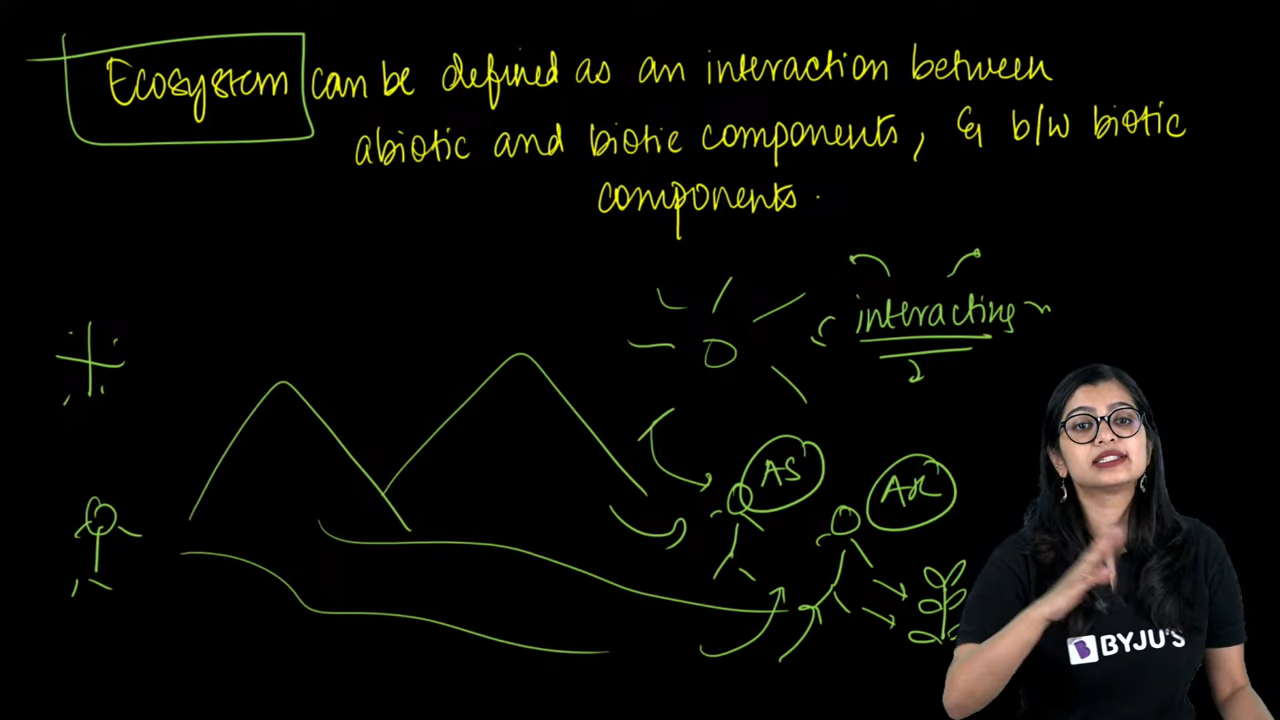 Ecosystem can be defined as an interaction between
abiotic and biotic components, & b/w biotic
components.
interacting
AS
BYJU'S